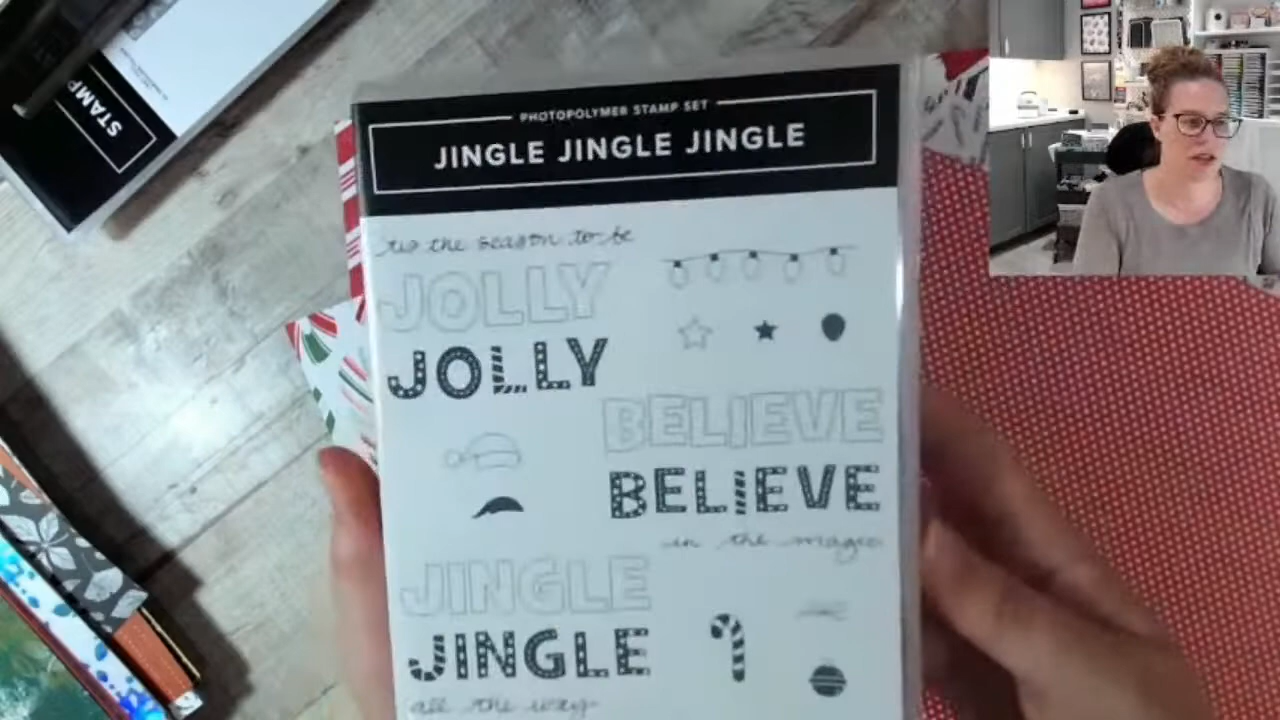 STAMP
PHOTOPOLYMER STAMP SET
JINGLE JINGLE JINGLE
'tis the season to be
JOLLY
JOLLY
BELIEVE
BELIEVE
in the magic
JINGLE
JINGLE
all the way